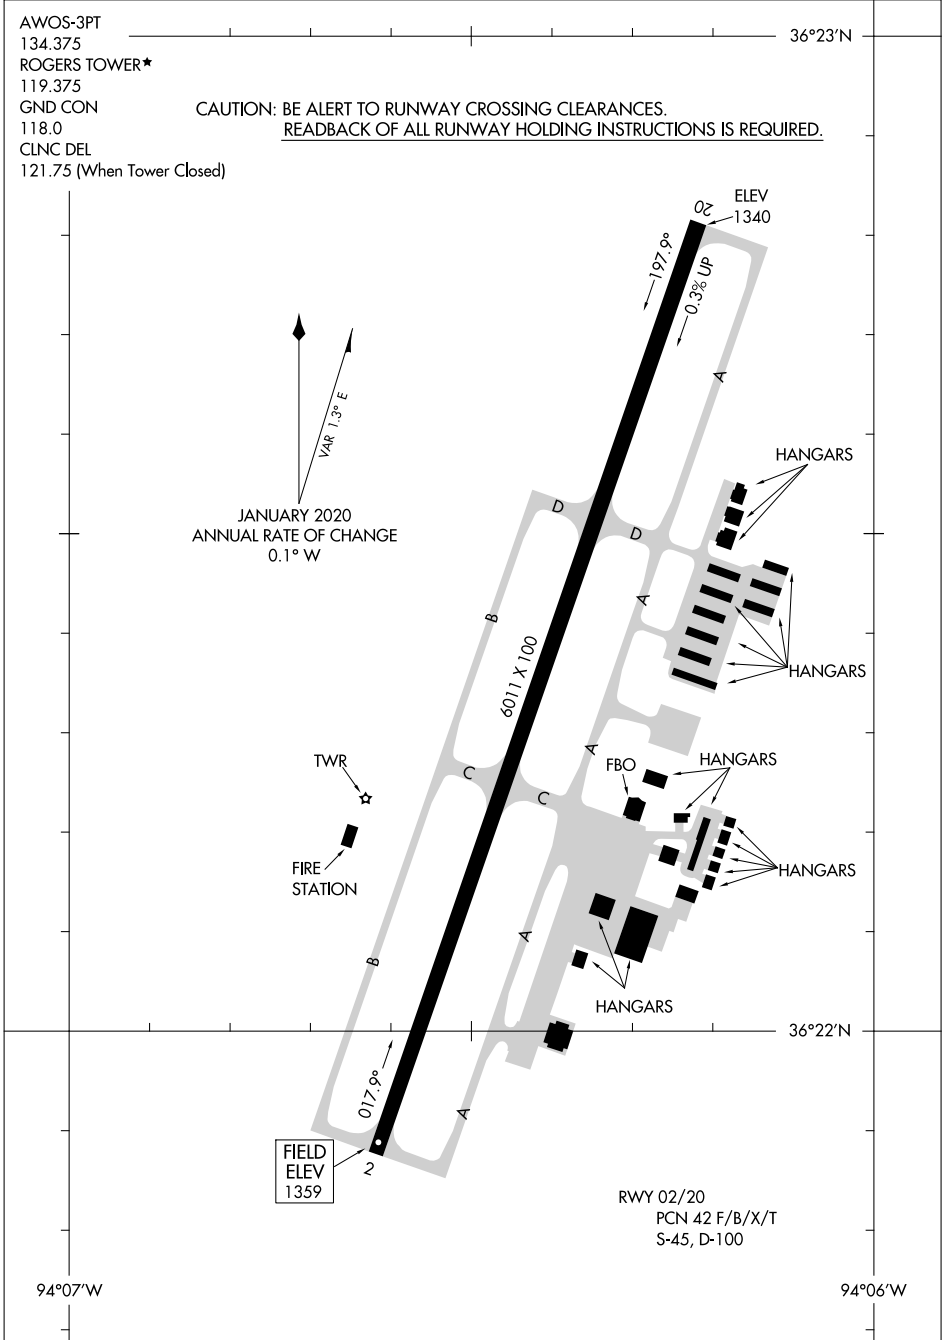 AWOS-3PT
134.375
ROGERS TOWER★
119.375
GND CON
118.0
CLNC DEL
121.75 (When Tower Closed)
36°23'N
CAUTION: BE ALERT TO RUNWAY CROSSING CLEARANCES.
READBACK OF ALL RUNWAY HOLDING INSTRUCTIONS IS REQUIRED.
ELEV
1340
20
197.9°
0.3% UP
A
VAR 1.3° E
JANUARY 2020
ANNUAL RATE OF CHANGE
0.1° W
HANGARS
D
D
A
B
6011 X 100
HANGARS
A
TWR
C
C
FBO
HANGARS
FIRE
STATION
HANGARS
A
B
HANGARS
36°22'N
017.9°
A
FIELD
ELEV
1359
2
RWY 02/20
PCN 42 F/B/X/T
S-45, D-100
94°07'W
94°06'W